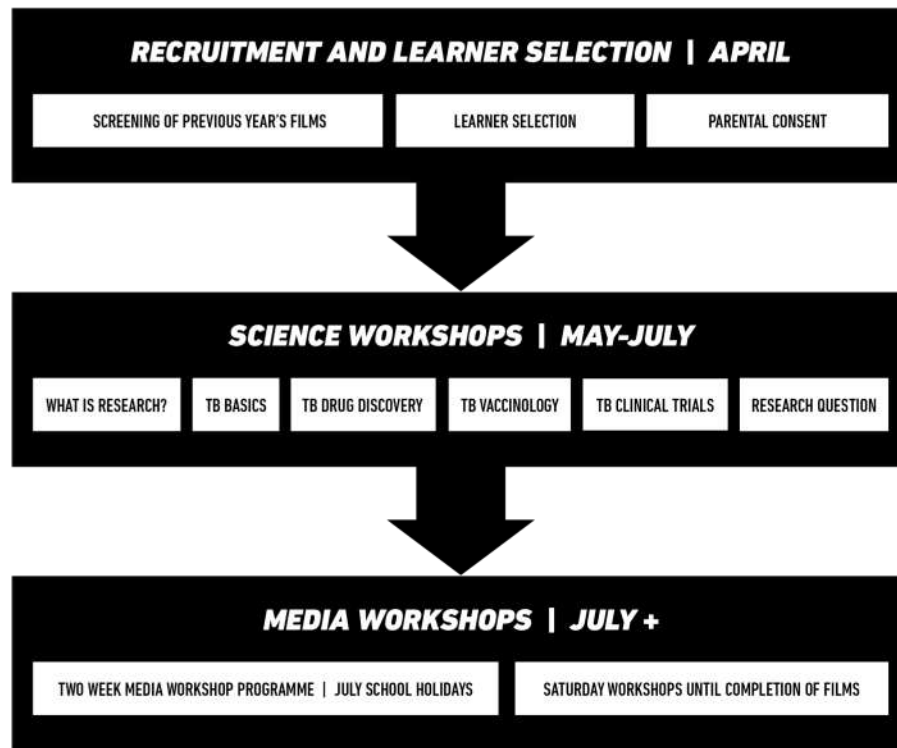 RECRUITMENT AND LEARNER SELECTION | APRIL
SCREENING OF PREVIOUS YEAR'S FILMS
LEARNER SELECTION
PARENTAL CONSENT
SCIENCE WORKSHOPS | MAY-JULY
WHAT IS RESEARCH?
TB BASICS
TB DRUG DISCOVERY
TB VACCINOLOGY
TB CLINICAL TRIALS
RESEARCH QUESTION
MEDIA WORKSHOPS | JULY +
TWO WEEK MEDIA WORKSHOP PROGRAMME | JULY SCHOOL HOLIDAYS
SATURDAY WORKSHOPS UNTIL COMPLETION OF FILMS